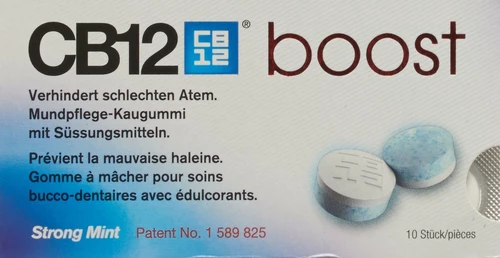 CB12 CB 12 ® boost
Verhindert schlechten Atem.
Mundpflege-Kaugummi
mit Süssungsmitteln.
Prévient la mauvaise haleine.
Gomme à mâcher pour soins
bucco-dentaires avec édulcorants.
Strong Mint Patent No. 1 589 825
10 Stück/pièces